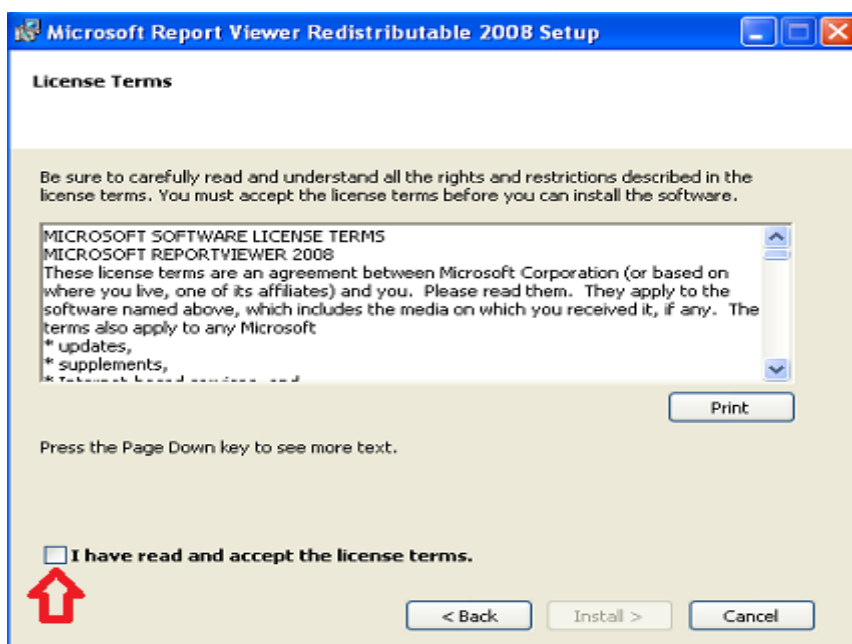 Microsoft Report Viewer Redistributable 2008 Setup
License Terms
Be sure to carefully read and understand all the rights and restrictions described in the
license terms. You must accept the license terms before you can install the software.
MICROSOFT SOFTWARE LICENSE TERMS
MICROSOFT REPORTVIEWER 2008
These license terms are an agreement between Microsoft Corporation (or based on
where you live, one of its affiliates) and you.  Please read them.  They apply to the
software named above, which includes the media on which you received it, if any.  The
terms also apply to any Microsoft
* updates,
* supplements,
* Internet-based services, and
Print
Press the Page Down key to see more text.
I have read and accept the license terms.
< Back
Install >
Cancel